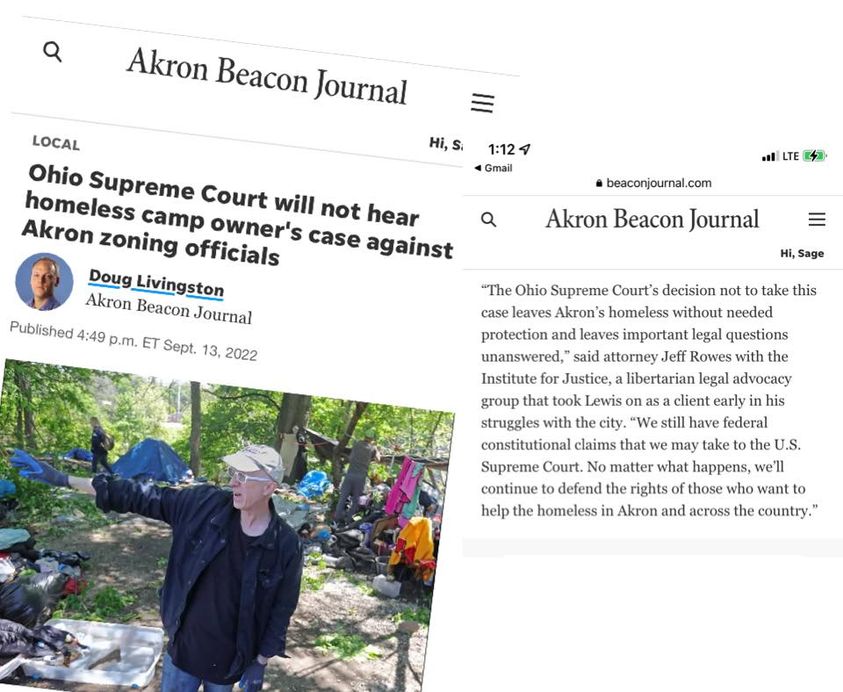 Akron Beacon Journal
Hi, S
LOCAL
Ohio Supreme Court will not hear
homeless camp owner's case against
Akron zoning officials
Doug Livingston
Akron Beacon Journal
Published 4:49 p.m. ET Sept. 13, 2022
1:12
LTE
Gmail
beaconjournal.com
Akron Beacon Journal
Hi, Sage
“The Ohio Supreme Court’s decision not to take this
case leaves Akron’s homeless without needed
protection and leaves important legal questions
unanswered,” said attorney Jeff Rowes with the
Institute for Justice, a libertarian legal advocacy
group that took Lewis on as a client early in his
struggles with the city. “We still have federal
constitutional claims that we may take to the U.S.
Supreme Court. No matter what happens, we’ll
continue to defend the rights of those who want to
help the homeless in Akron and across the country.”